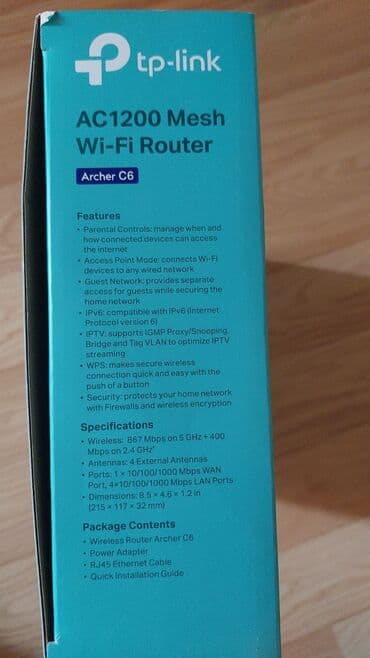 tp-link
AC1200 Mesh
Wi-Fi Router
Archer C6
Features
• Parental Controls: manage when and
how connected devices can access
the internet
• Access Point Mode: connects Wi-Fi
devices to any wired network
• Guest Network: provides separate
access for guests while securing the
home network
• IPv6: compatible with IPv6 (Internet
Protocol version 6)
• IPTV: supports IGMP Proxy/Snooping,
Bridge and Tag VLAN to optimize IPTV
streaming
• WPS: makes secure wireless
connection quick and easy with the
push of a button
• Security: protects your home network
with Firewalls and wireless encryption
Specifications
• Wireless: 867 Mbps on 5 GHz + 400
Mbps on 2.4 GHz*
• Antennas: 4 External Antennas
• Ports: 1 × 10/100/1000 Mbps WAN
Port, 4×10/100/1000 Mbps LAN Ports
• Dimensions: 8.5 × 4.6 × 1.2 in
(215 × 117 × 32 mm)
Package Contents
• Wireless Router Archer C6
• Power Adapter
• RJ45 Ethernet Cable
• Quick Installation Guide